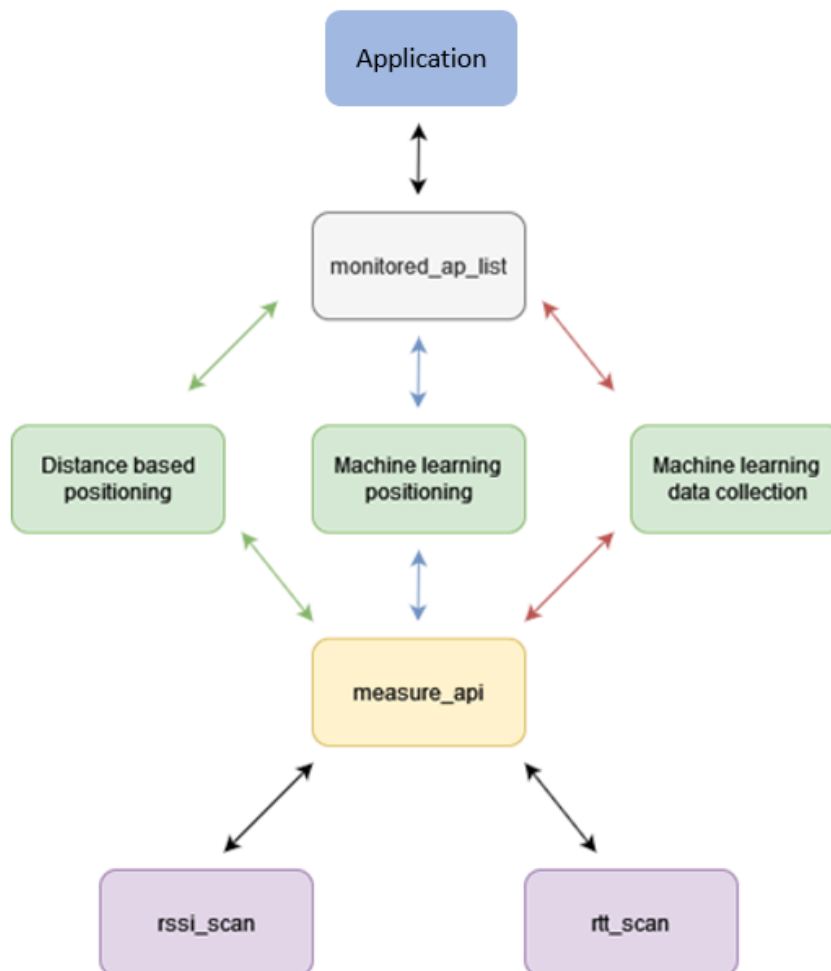 Application
monitored_ap_list
Distance based
positioning
Machine learning
positioning
Machine learning
data collection
measure_api
rssi_scan
rtt_scan